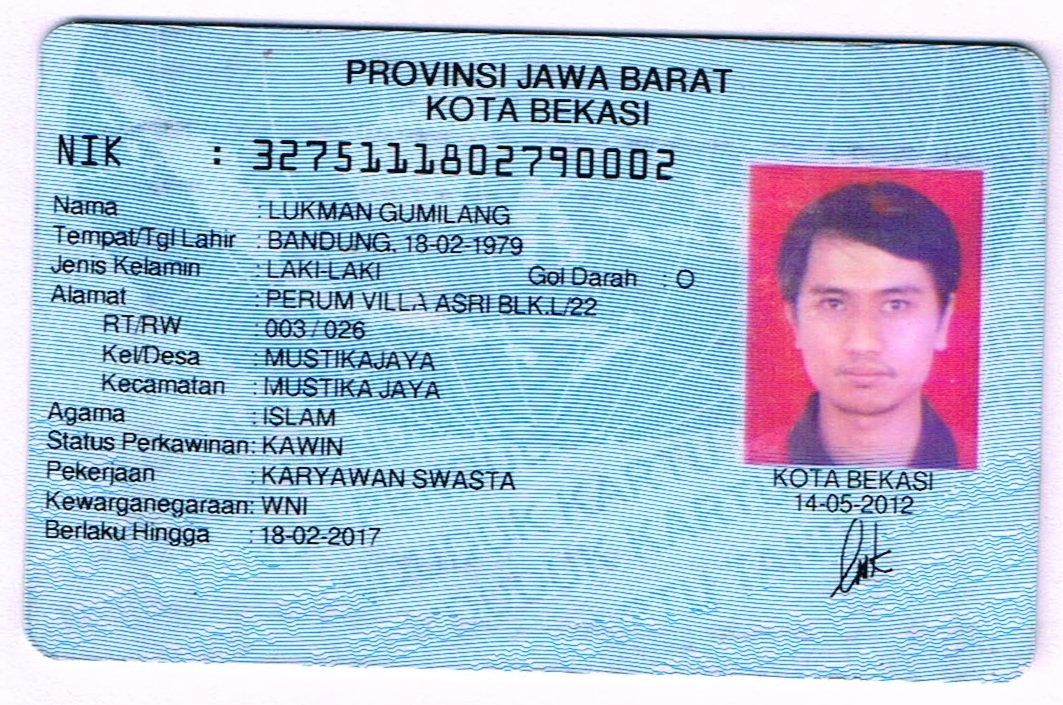 PROVINSI JAWA BARAT
KOTA BEKASI
NIK : 3275111802790002
Nama : LUKMAN GUMILANG
Tempat/Tgl Lahir : BANDUNG, 18-02-1979
Jenis Kelamin : LAKI-LAKI Gol Darah : O
Alamat : PERUM VILLA ASRI BLK.L/22
RT/RW : 003 / 026
Kel/Desa : MUSTIKAJAYA
Kecamatan : MUSTIKA JAYA
Agama : ISLAM
Status Perkawinan: KAWIN
Pekerjaan : KARYAWAN SWASTA
Kewarganegaraan: WNI
Berlaku Hingga : 18-02-2017
KOTA BEKASI
14-05-2012